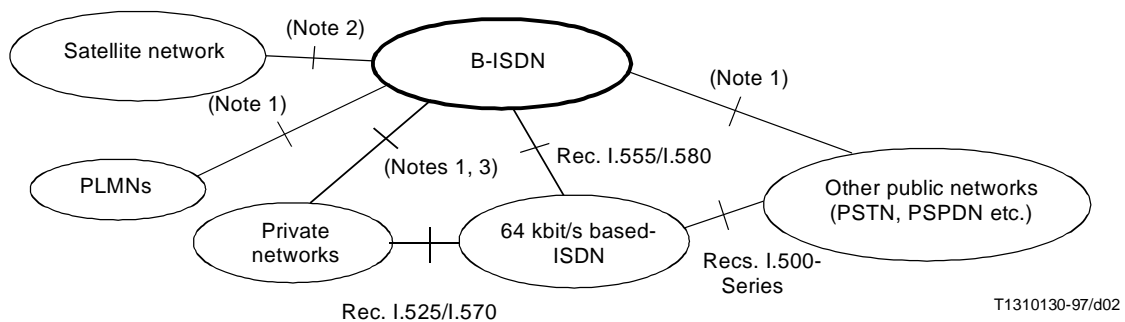 (Note 2)
Satellite network
B-ISDN
(Note 1)
(Note 1)
Rec. I.555/I.580
(Notes 1, 3)
PLMNs
Other public networks
(PSTN, PSPDN etc.)
Private
networks
64 kbit/s based-
ISDN
Recs. I.500-
Series
Rec. I.525/I.570
T1310130-97/d02